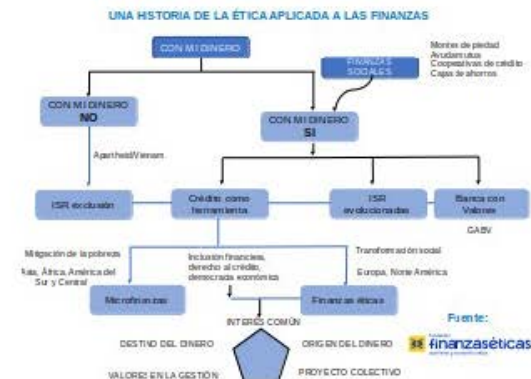 UNA HISTORIA DE LA ÉTICA APLICADA A LAS FINANZAS
CON MI DINERO
FINANZAS
SOCIALES
Montes de piedad
Ayuda mutua
Cooperativas de crédito
Cajas de ahorros
CON MI DINERO
NO
CON MI DINERO
SI
Apartheid/Vietnam
ISR exclusión
Crédito como
herramienta
ISR
evolucionadas
Banca con
Valores
GABV
Mitigación de la pobreza
Asia, África, América del
Sur y Central
Inclusión financiera,
derecho al crédito,
democracia económica
Transformación social
Europa, Norte América
Microfinanzas
Finanzas éticas
INTERÉS COMÚN
Fuente:
DESTINO DEL DINERO
ORIGEN DEL DINERO
finanzaséticas
VALORES EN LA GESTIÓN
PROYECTO COLECTIVO